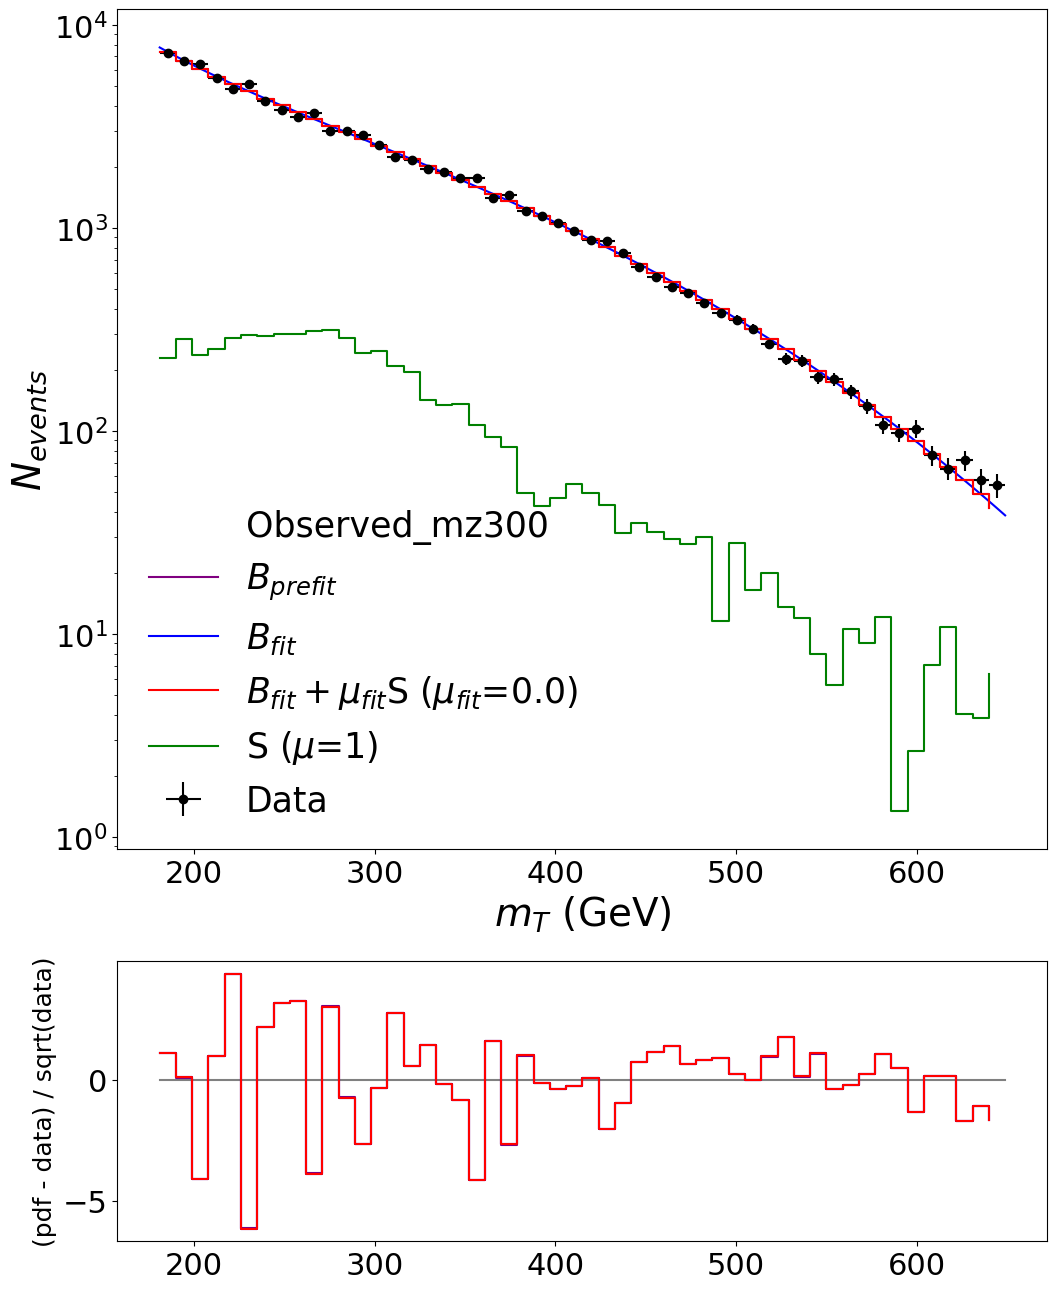 10^4
10^3
10^2
10^1
10^0
N_events
Observed_mz300
B_prefit
B_fit
B_fit + μ_fit S (μ_fit=0.0)
S (μ=1)
Data
200 300 400 500 600
m_T (GeV)
(pdf - data) / sqrt(data)
0
−5
200 300 400 500 600